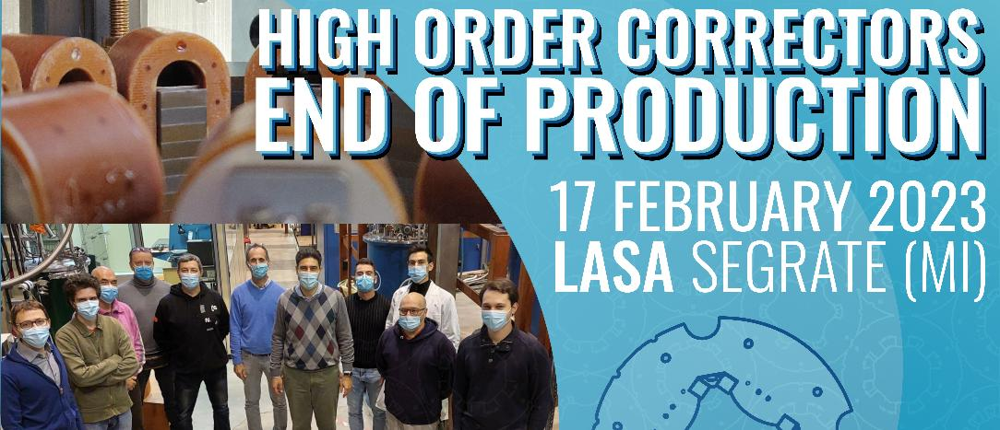 HIGH ORDER CORRECTORS
END OF PRODUCTION
17 FEBRUARY 2023
LASA SEGRATE (MI)